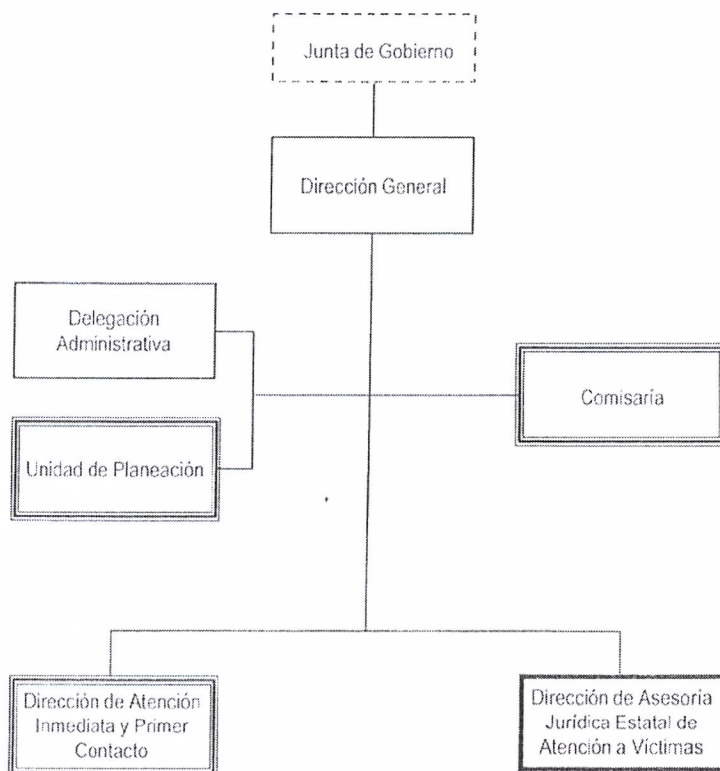 Junta de Gobierno
Dirección General
Delegación
Administrativa
Comisaría
Unidad de Planeación
Dirección de Atención
Inmediata y Primer
Contacto
Dirección de Asesoría
Jurídica Estatal de
Atención a Víctimas